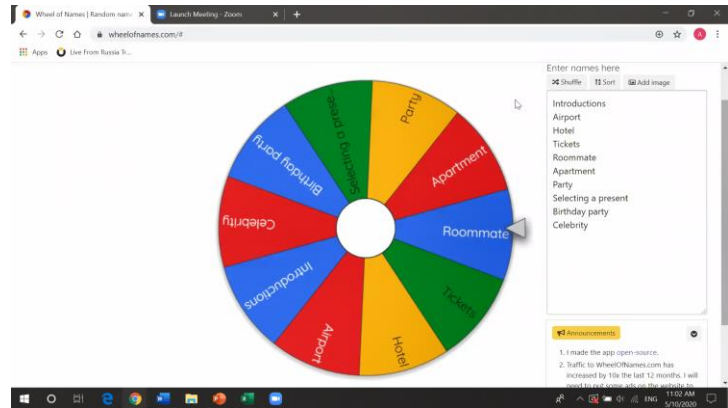 Wheel of Names | Random name
Launch Meeting - Zoom
wheelofnames.com/#
Apps
Live From Russia Tr...
Enter names here
Shuffle
Sort
Add image
Introductions
Airport
Hotel
Tickets
Roommate
Apartment
Party
Selecting a present
Birthday party
Celebrity
Party
Apartment
Roommate
Tickets
Hotel
Airport
Introductions
Celebrity
Birthday party
Selecting a prese...
Announcements
1. I made the app open-source.
2. Traffic to WheelOfNames.com has
increased by 10x the last 12 months. I will
need to put some ads on the website to
ENG
11:02 AM
5/10/2020